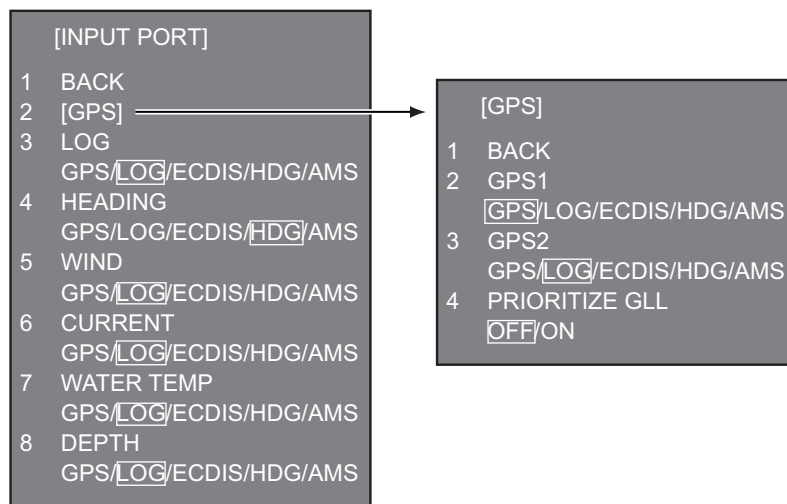 [INPUT PORT]
1 BACK
2 [GPS]
3 LOG
GPS/LOG/ECDIS/HDG/AMS
4 HEADING
GPS/LOG/ECDIS/HDG/AMS
5 WIND
GPS/LOG/ECDIS/HDG/AMS
6 CURRENT
GPS/LOG/ECDIS/HDG/AMS
7 WATER TEMP
GPS/LOG/ECDIS/HDG/AMS
8 DEPTH
GPS/LOG/ECDIS/HDG/AMS
[GPS]
1 BACK
2 GPS1
GPS/LOG/ECDIS/HDG/AMS
3 GPS2
GPS/LOG/ECDIS/HDG/AMS
4 PRIORITIZE GLL
OFF/ON